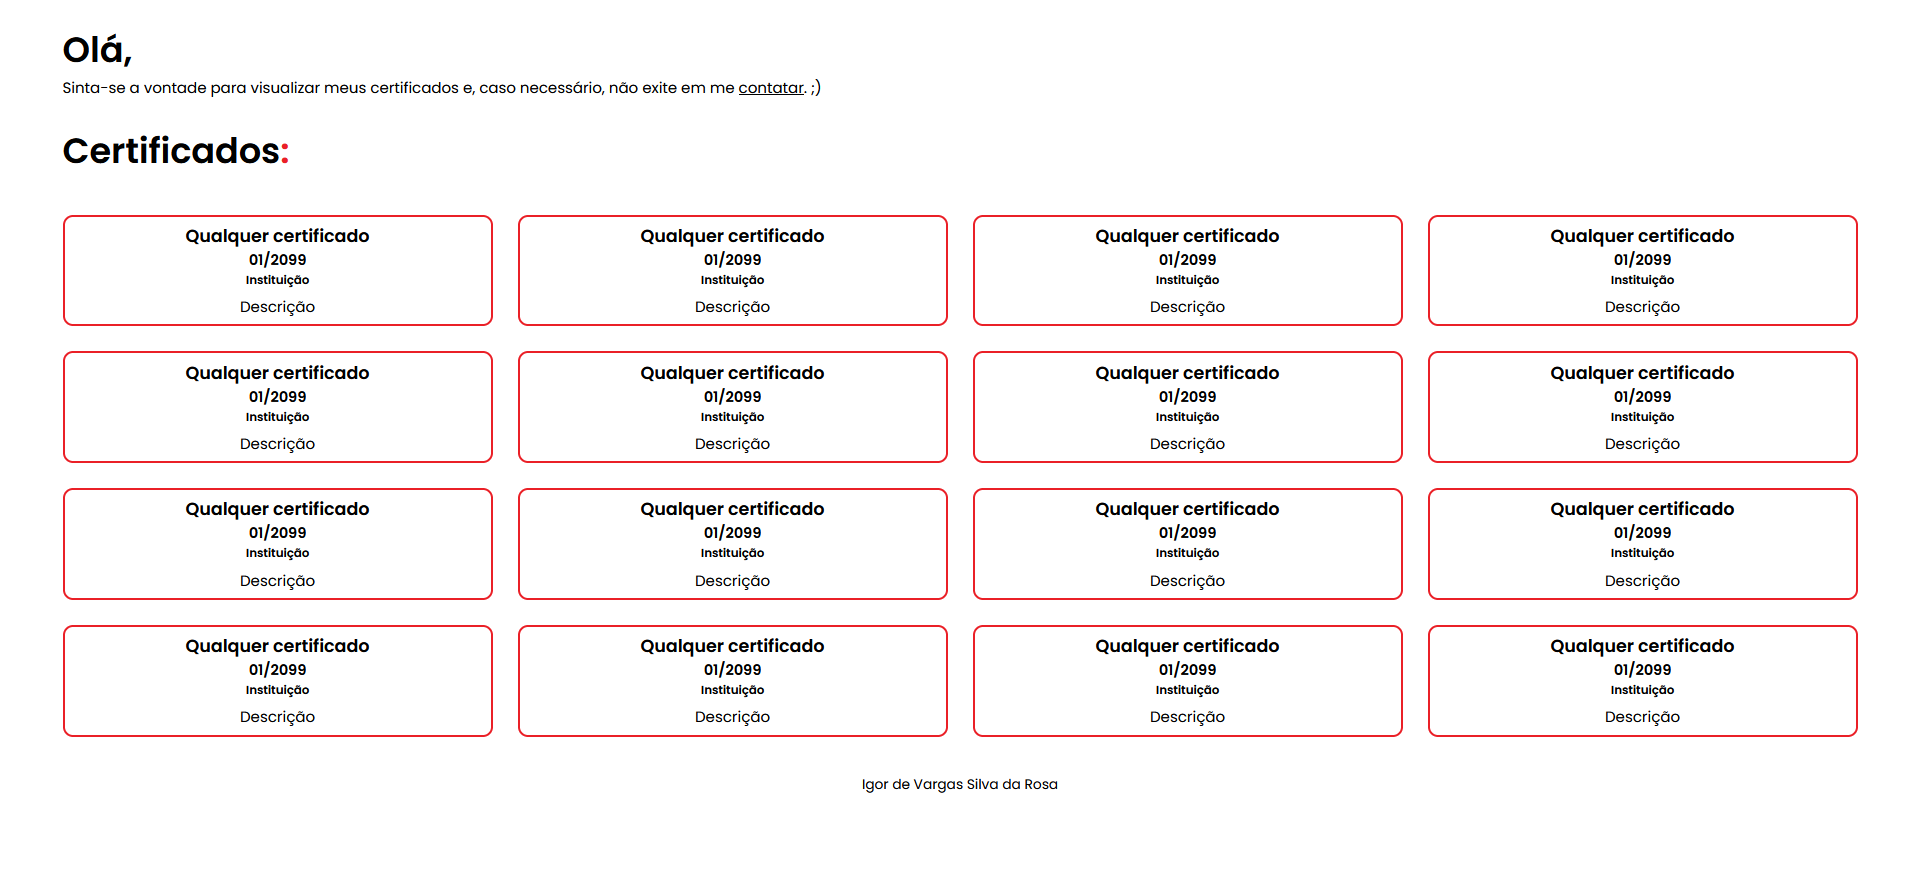 Olá,
Sinta-se a vontade para visualizar meus certificados e, caso necessário, não exite em me contatar. ;)
Certificados:
Qualquer certificado
01/2099
Instituição
Descrição
Qualquer certificado
01/2099
Instituição
Descrição
Qualquer certificado
01/2099
Instituição
Descrição
Qualquer certificado
01/2099
Instituição
Descrição
Qualquer certificado
01/2099
Instituição
Descrição
Qualquer certificado
01/2099
Instituição
Descrição
Qualquer certificado
01/2099
Instituição
Descrição
Qualquer certificado
01/2099
Instituição
Descrição
Qualquer certificado
01/2099
Instituição
Descrição
Qualquer certificado
01/2099
Instituição
Descrição
Qualquer certificado
01/2099
Instituição
Descrição
Qualquer certificado
01/2099
Instituição
Descrição
Qualquer certificado
01/2099
Instituição
Descrição
Qualquer certificado
01/2099
Instituição
Descrição
Qualquer certificado
01/2099
Instituição
Descrição
Qualquer certificado
01/2099
Instituição
Descrição
Igor de Vargas Silva da Rosa